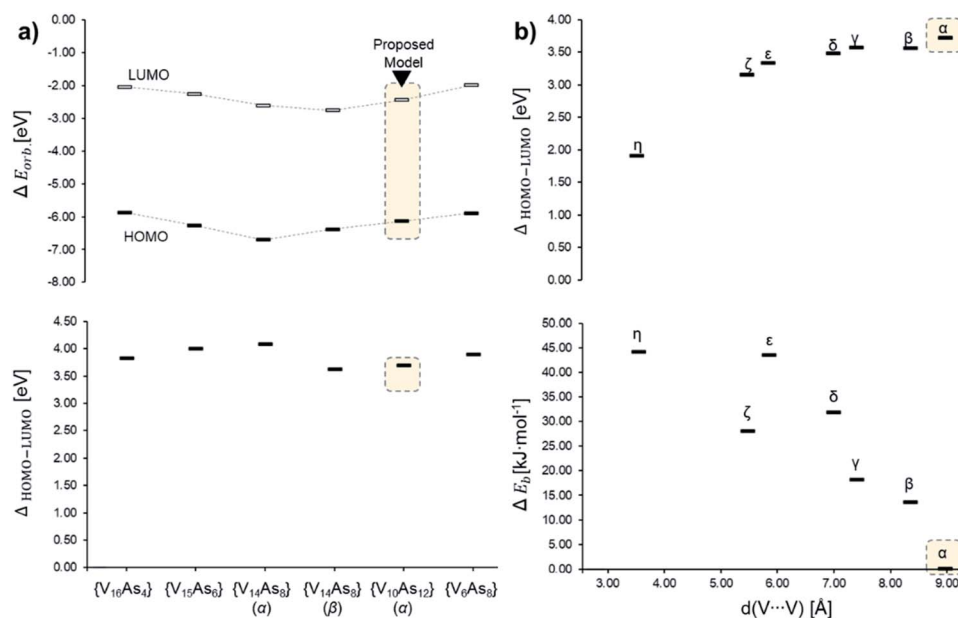 a)
0.00
-1.00
-2.00
-3.00
-4.00
-5.00
-6.00
-7.00
-8.00
Δ E_orb. [eV]
LUMO
HOMO
Proposed
Model
4.50
4.00
3.50
3.00
2.50
2.00
1.50
1.00
0.50
0.00
Δ HOMO−LUMO [eV]
{V₁₆As₄} {V₁₅As₆} {V₁₄As₈} {V₁₄As₈} {V₁₀As₁₂} {V₆As₈}
(α) (β) (α)
b)
4.00
3.50
3.00
2.50
2.00
1.50
1.00
0.50
0.00
Δ HOMO−LUMO [eV]
η ζ ε δ γ β α
50.00
45.00
40.00
35.00
30.00
25.00
20.00
15.00
10.00
5.00
0.00
Δ E_b [kJ·mol⁻¹]
η ζ ε δ γ β α
3.00 4.00 5.00 6.00 7.00 8.00 9.00
d(V···V) [Å]